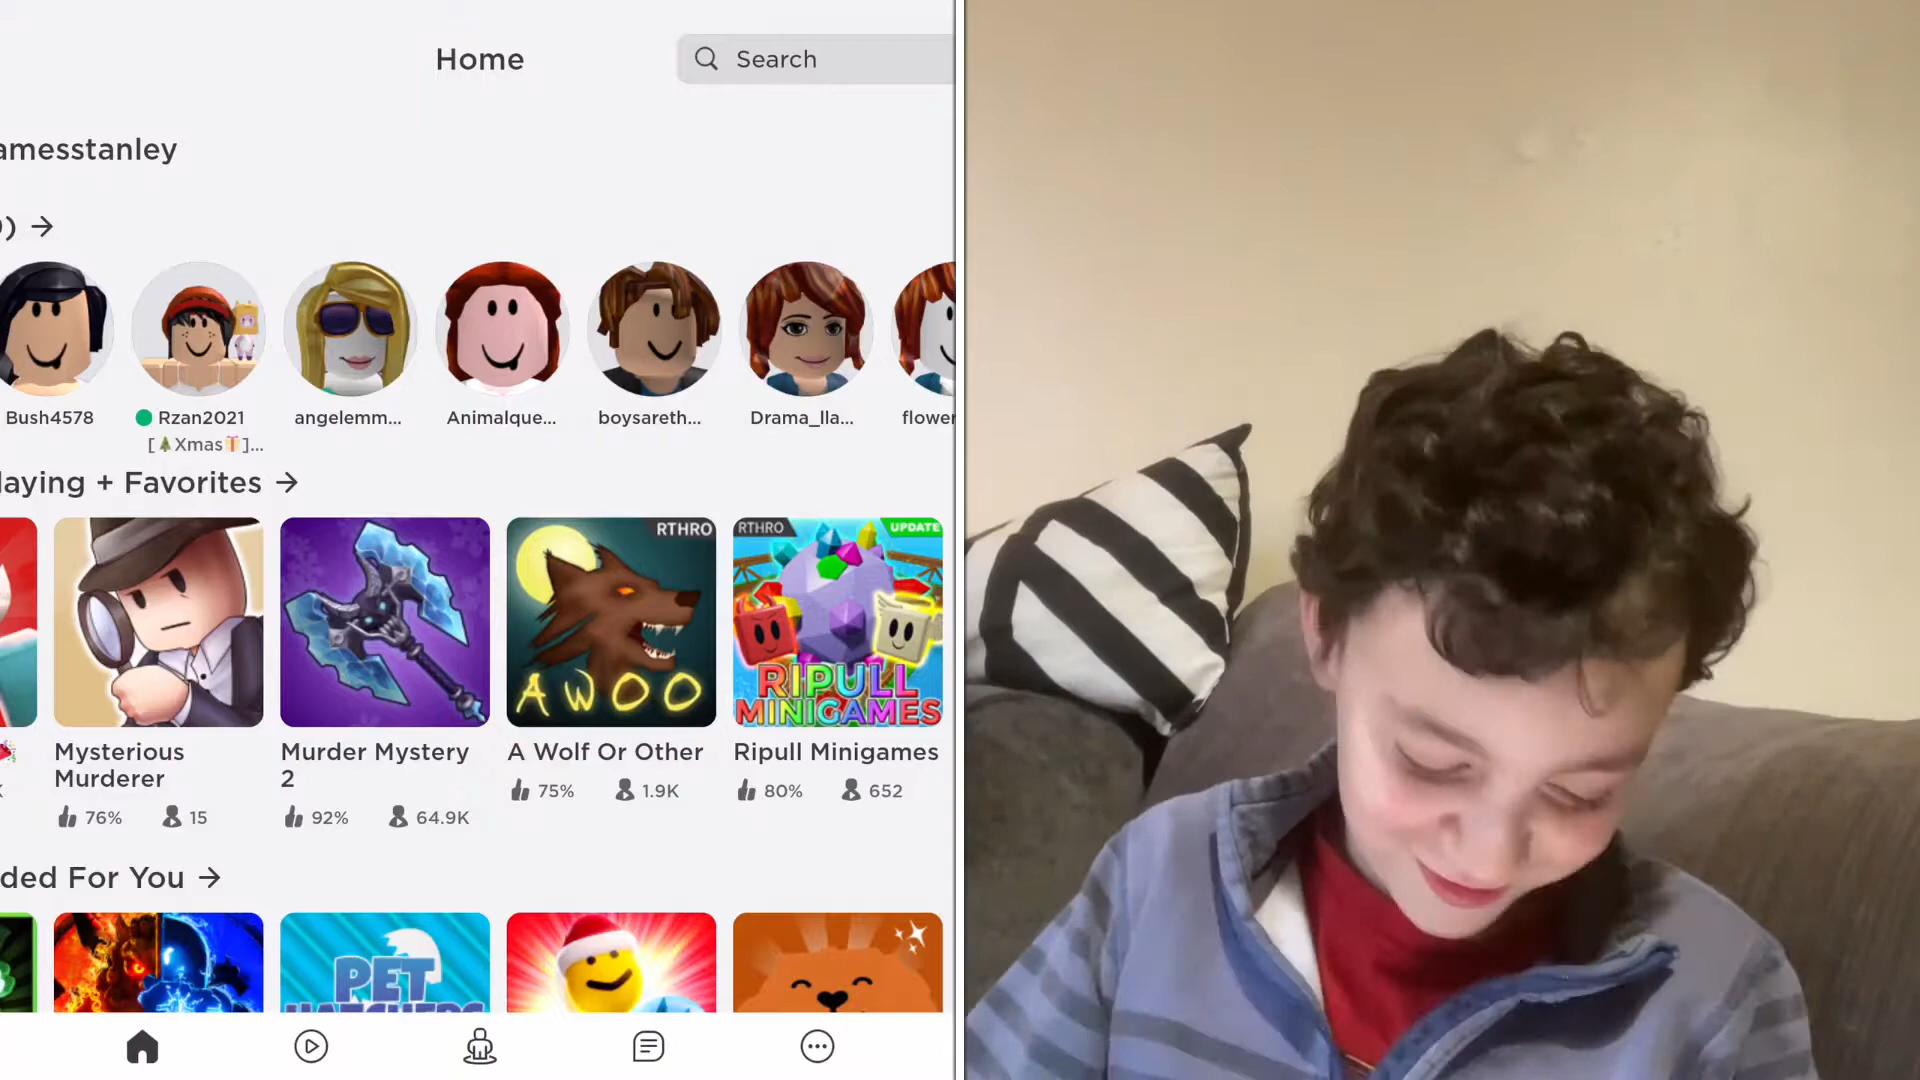 Home
Search
amesstanley
)
Bush4578
Rzan2021
angelemm...
Animalque...
boysareth...
Drama_lla...
flower
[🎄Xmas🎁]...
laying + Favorites
RTHRO
AWOO
RTHRO
UPDATE
RIPULL
MINIGAMES
Mysterious
Murderer
Murder Mystery
2
A Wolf Or Other
Ripull Minigames
75%
1.9K
80%
652
76%
15
92%
64.9K
ded For You
PET
HATCHERS